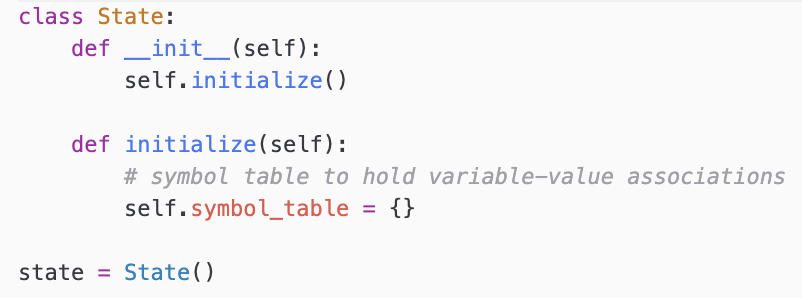 class State:
    def __init__(self):
        self.initialize()

    def initialize(self):
        # symbol table to hold variable-value associations
        self.symbol_table = {}

state = State()